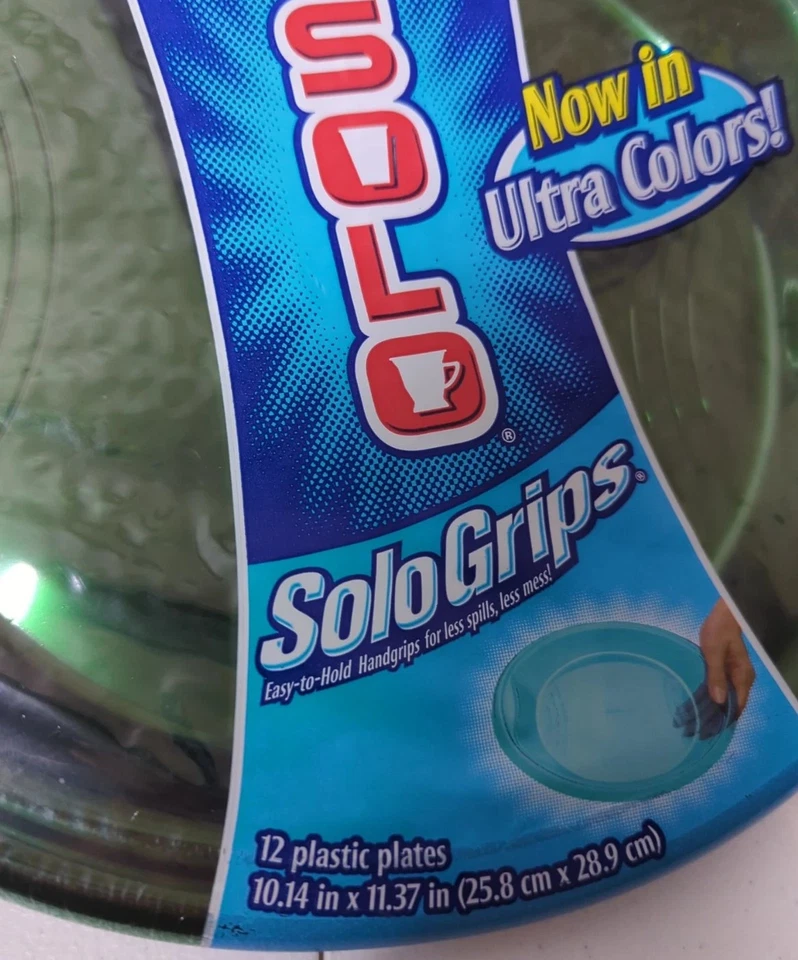 SOLO®
Now in
Ultra Colors!
SoloGrips®
Easy-to-Hold Handgrips for less spills, less mess!
12 plastic plates
10.14 in x 11.37 in (25.8 cm x 28.9 cm)